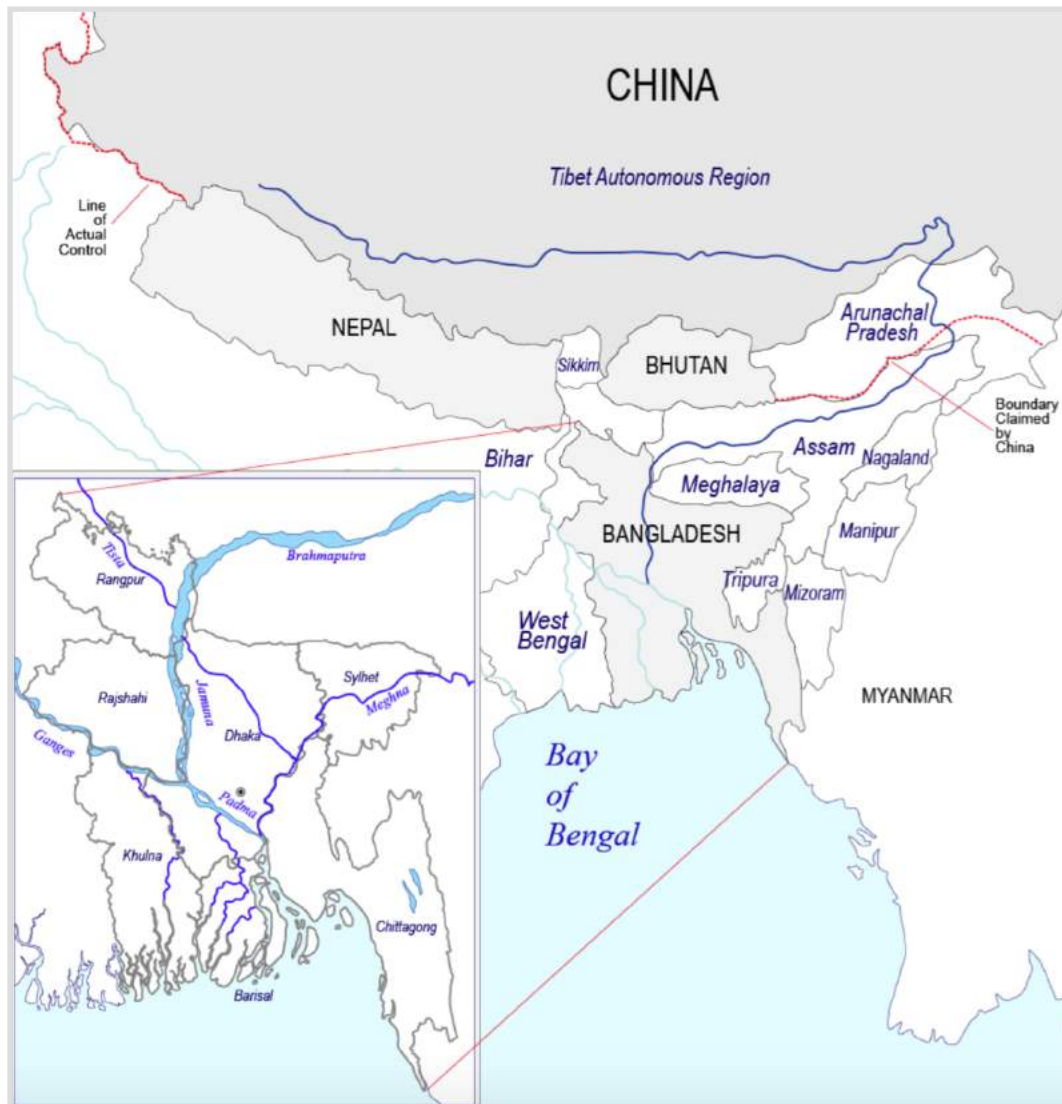 CHINA
Tibet Autonomous Region
Line
of
Actual
Control
NEPAL
Sikkim
BHUTAN
Arunachal
Pradesh
Boundary
Claimed
by
China
Bihar
Assam
Nagaland
Meghalaya
BANGLADESH
Manipur
Tripura
Mizoram
West
Bengal
MYANMAR
Bay
of
Bengal
Tista
Brahmaputra
Rangpur
Sylhet
Rajshahi
Jamuna
Meghna
Dhaka
Ganges
Padma
Khulna
Chittagong
Barisal